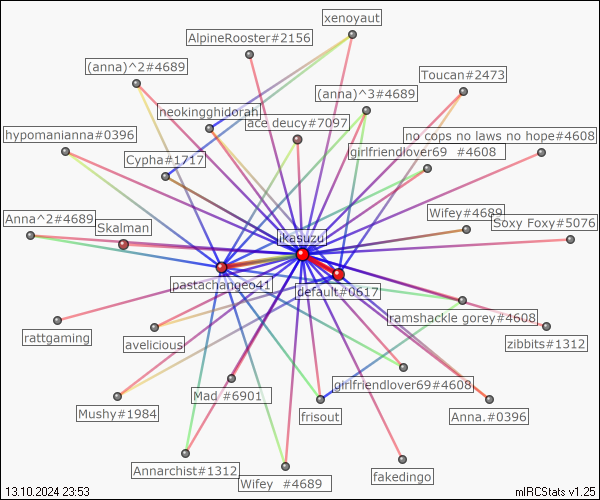 xenoyaut
AlpineRooster#2156
(anna)^2#4689
Toucan#2473
(anna)^3#4689
neokingghidorah
ace deucy#7097
hypomanianna#0396
no cops no laws no hope#4608
Cypha#1717
girlfriendlover69 #4608
Anna^2#4689
Skalman
Wifey#4689
Soxy Foxy#5076
ikasuzu
pastachangeo41
default#0617
ramshackle gorey#4608
rattgaming
avelicious
zibbits#1312
girlfriendlover69#4608
Mad #6901
Mushy#1984
frisout
Anna.#0396
Annarchist#1312
Wifey #4689
fakedingo
13.10.2024 23:53
mIRCStats v1.25